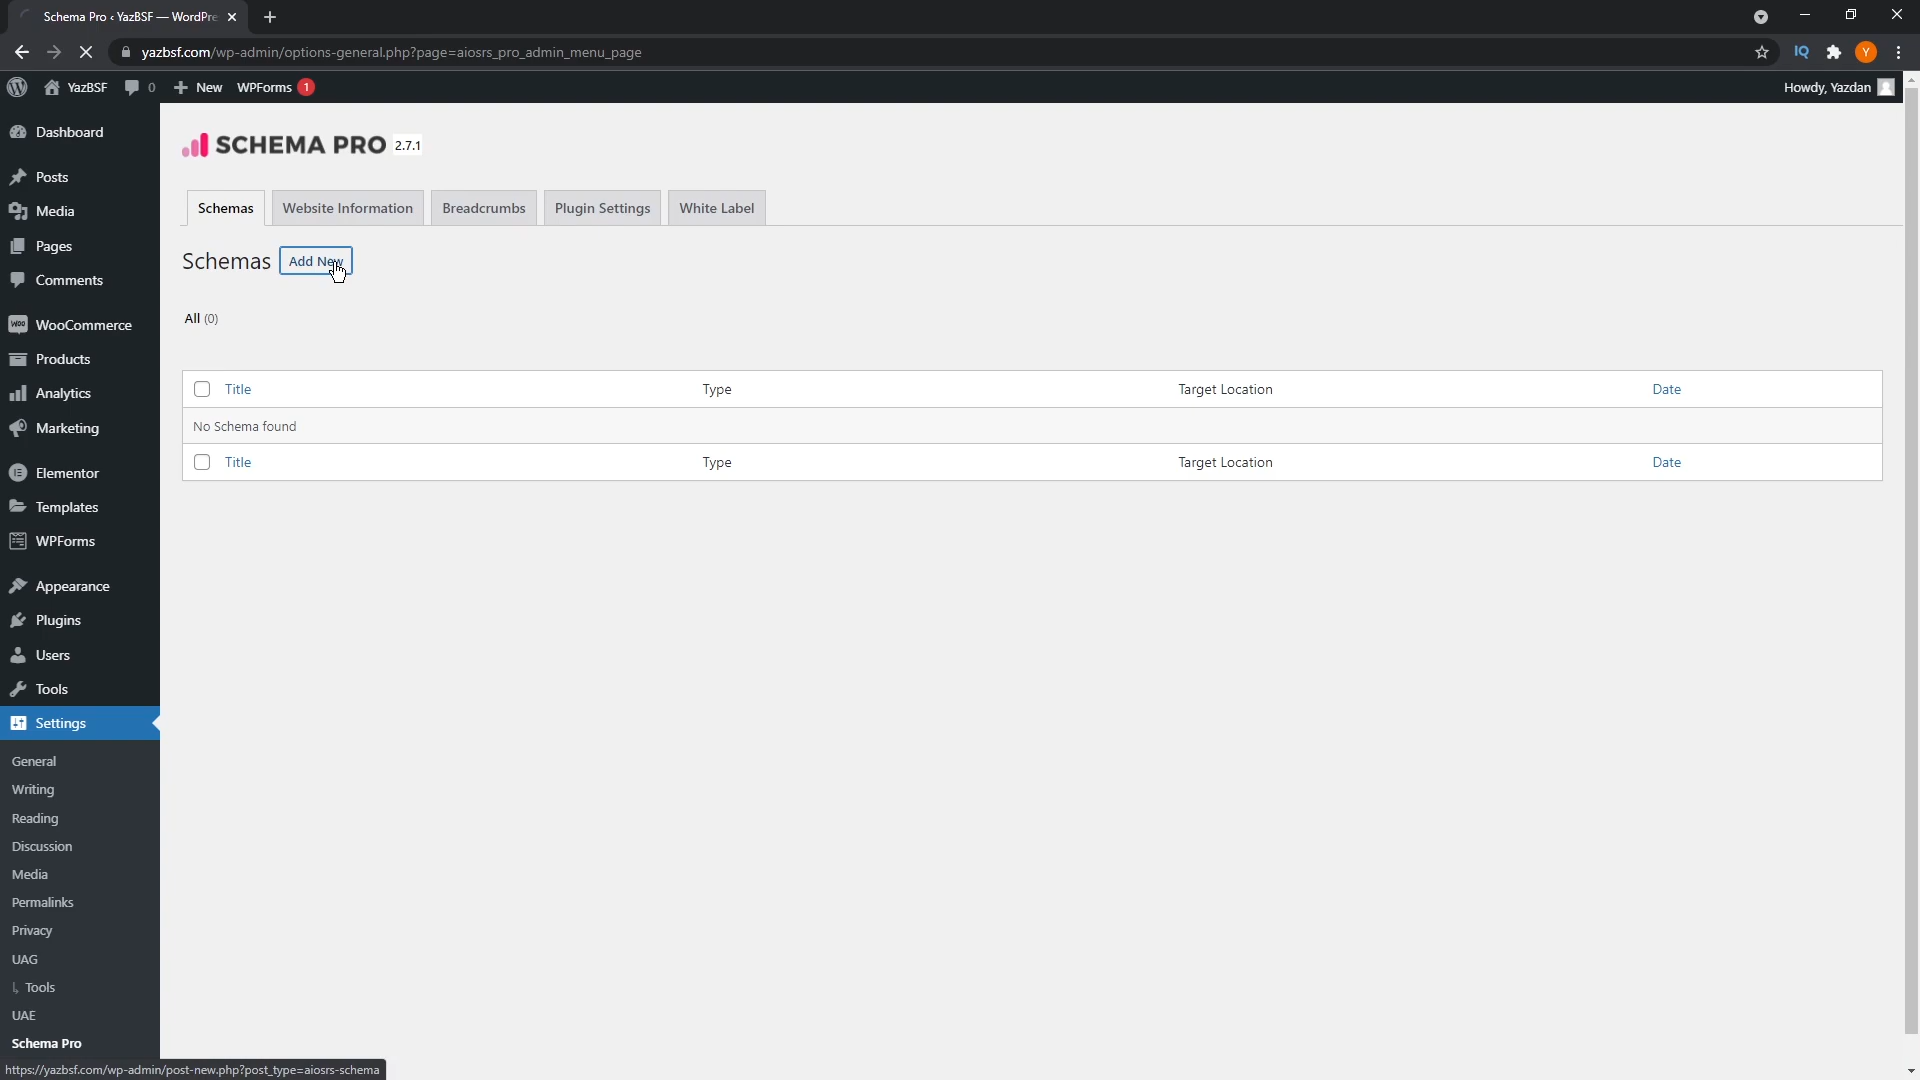 Schema Pro ‹ YazBSF — WordPre
yazbsf.com/wp-admin/options-general.php?page=aiosrs_pro_admin_menu_page
IQ
Y
YazBSF
0
New
WPForms 1
Howdy, Yazdan
Dashboard
Posts
Media
Pages
Comments
Woo WooCommerce
Products
Analytics
Marketing
Elementor
Templates
WPForms
Appearance
Plugins
Users
Tools
Settings
General
Writing
Reading
Discussion
Media
Permalinks
Privacy
UAG
↳ Tools
UAE
Schema Pro
SCHEMA PRO 2.7.1
Schemas Website Information Breadcrumbs Plugin Settings White Label
Schemas Add New
All (0)
Title Type Target Location Date
No Schema found
Title Type Target Location Date
https://yazbsf.com/wp-admin/post-new.php?post_type=aiosrs-schema